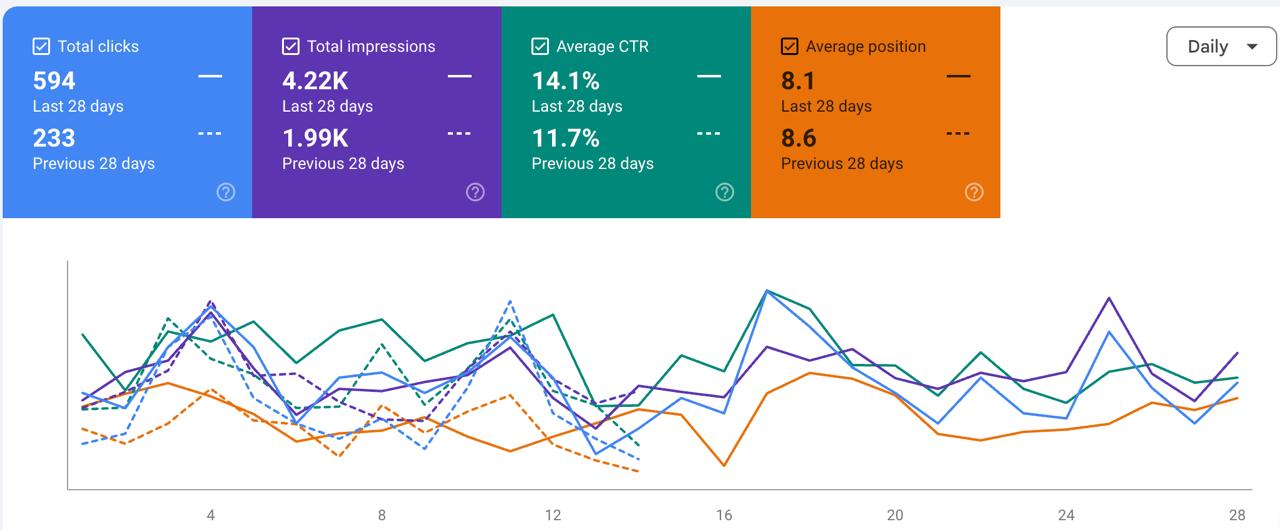 Total clicks
594
Last 28 days
233
Previous 28 days
Total impressions
4.22K
Last 28 days
1.99K
Previous 28 days
Average CTR
14.1%
Last 28 days
11.7%
Previous 28 days
Average position
8.1
Last 28 days
8.6
Previous 28 days
Daily
4 8 12 16 20 24 28